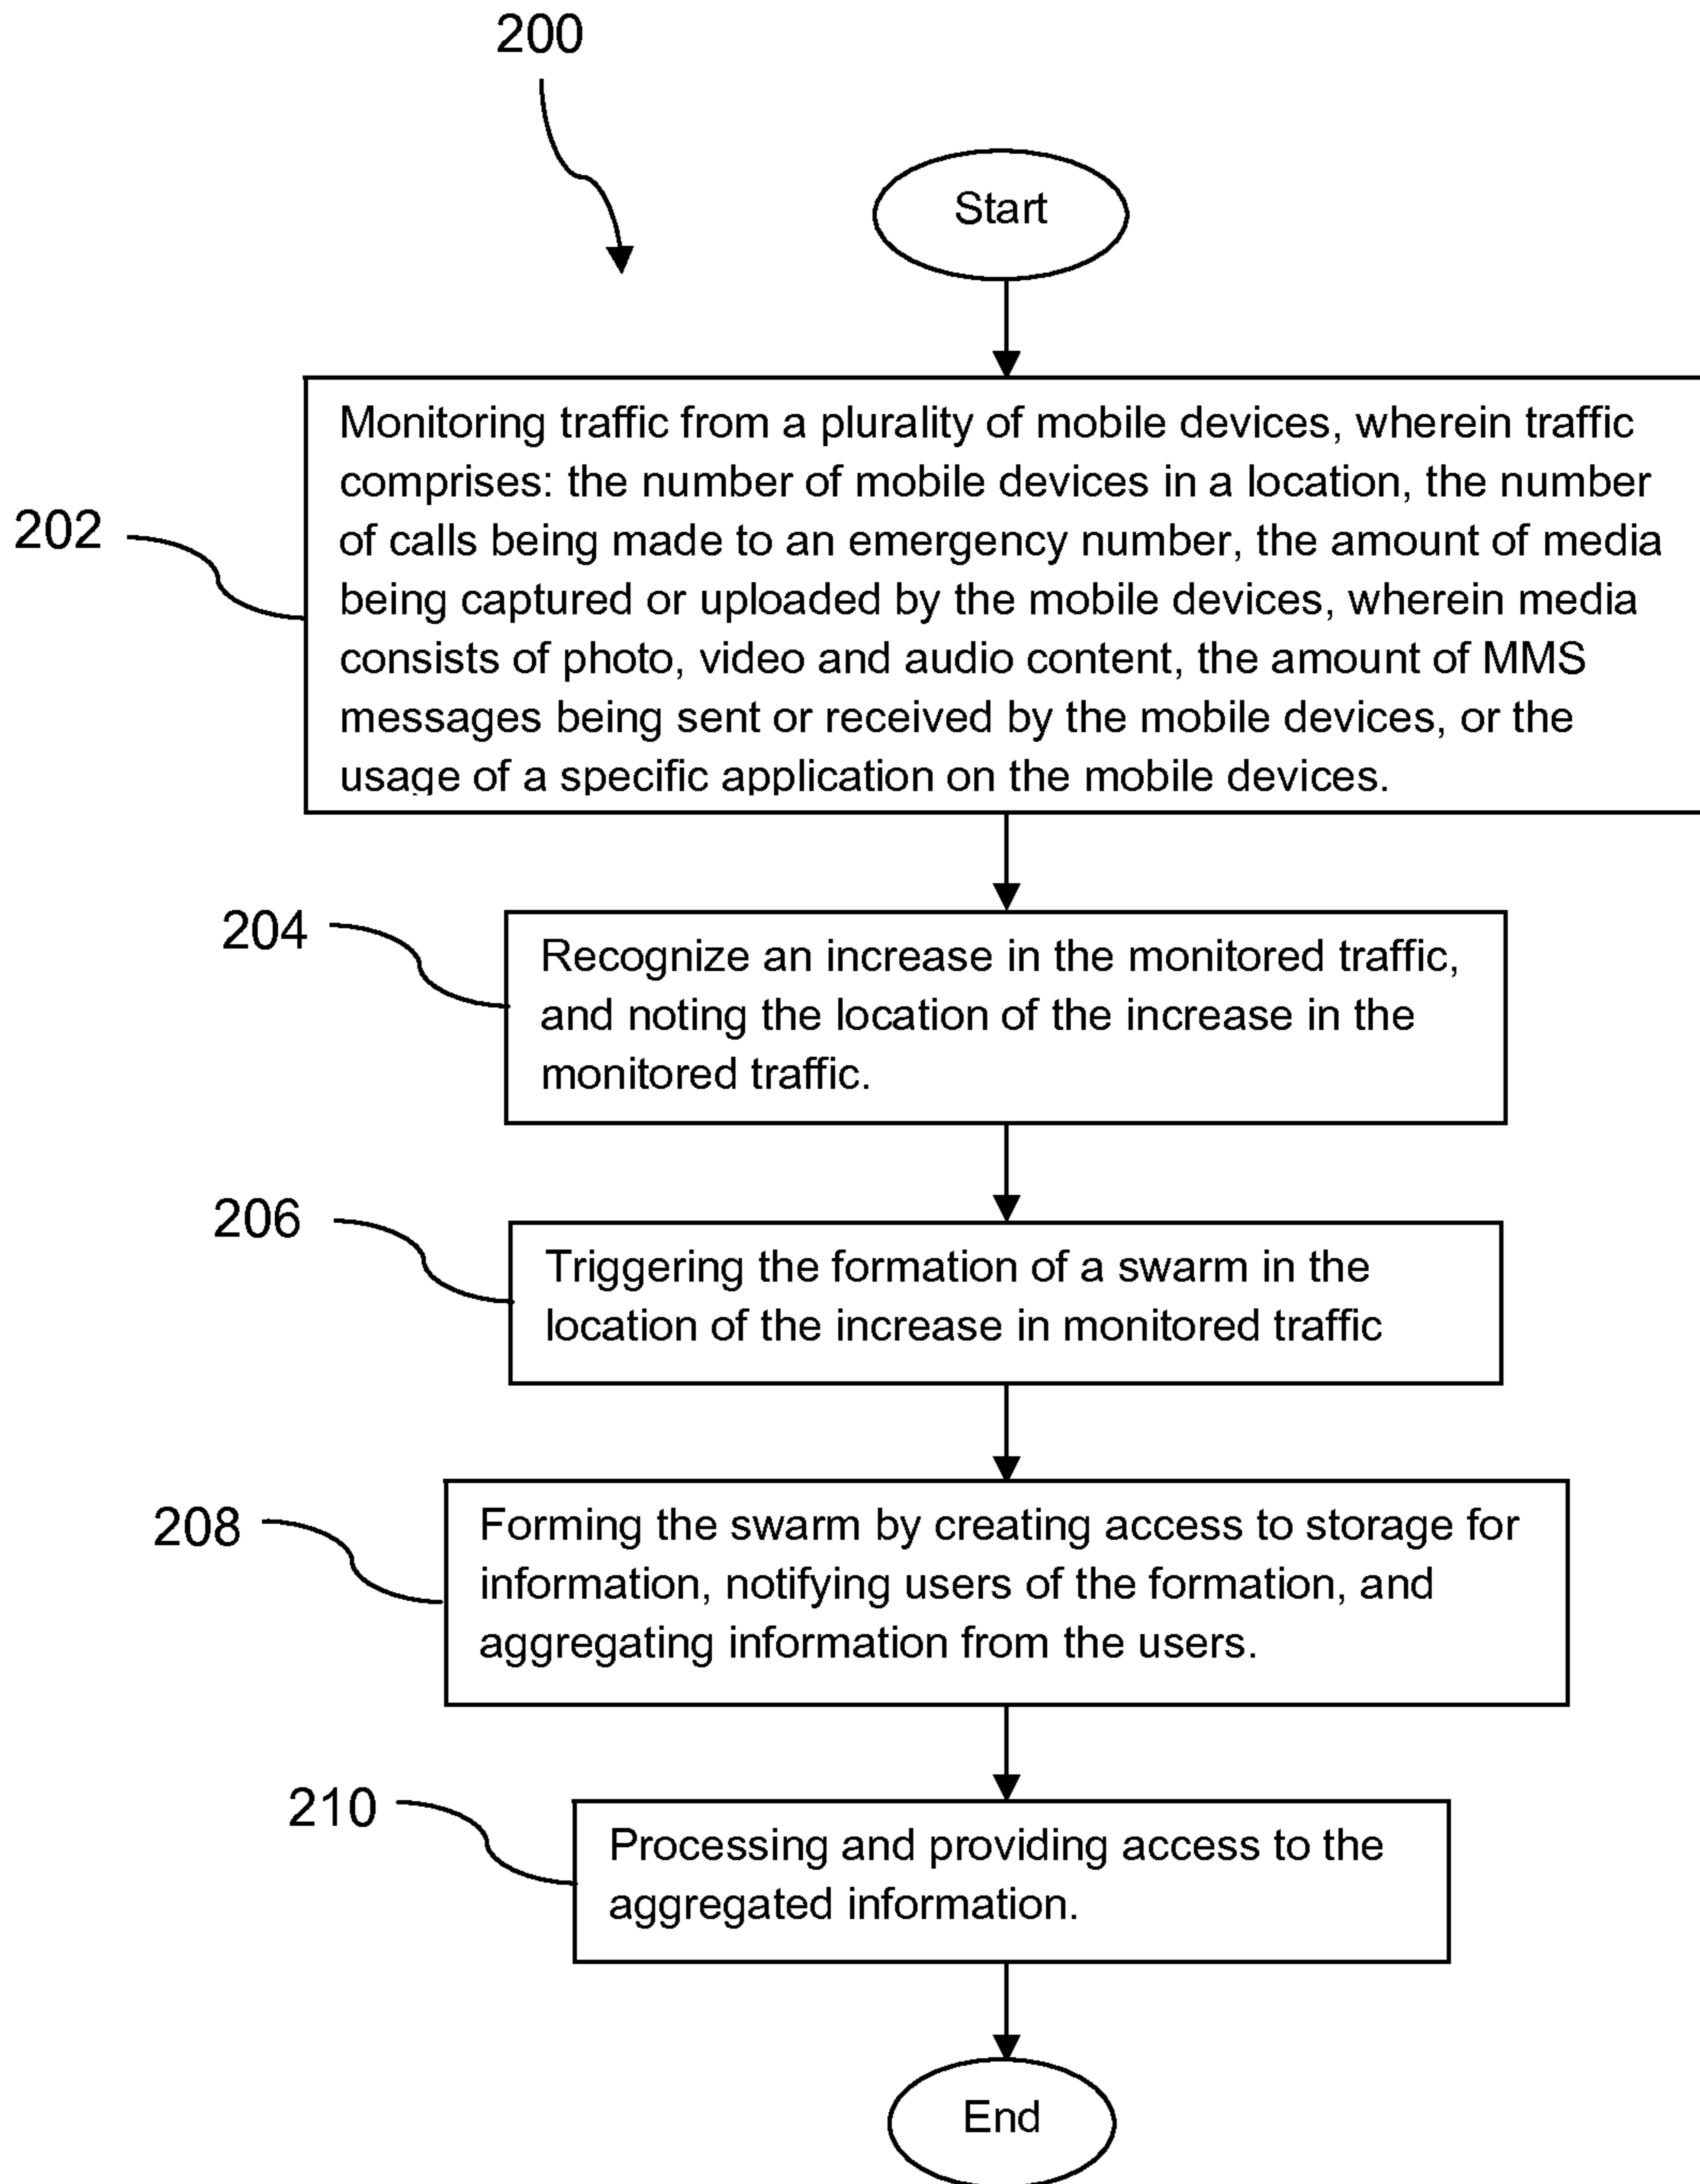 200
Start
202
Monitoring traffic from a plurality of mobile devices, wherein traffic
comprises: the number of mobile devices in a location, the number
of calls being made to an emergency number, the amount of media
being captured or uploaded by the mobile devices, wherein media
consists of photo, video and audio content, the amount of MMS
messages being sent or received by the mobile devices, or the
usage of a specific application on the mobile devices.
204
Recognize an increase in the monitored traffic,
and noting the location of the increase in the
monitored traffic.
206
Triggering the formation of a swarm in the
location of the increase in monitored traffic
208
Forming the swarm by creating access to storage for
information, notifying users of the formation, and
aggregating information from the users.
210
Processing and providing access to the
aggregated information.
End